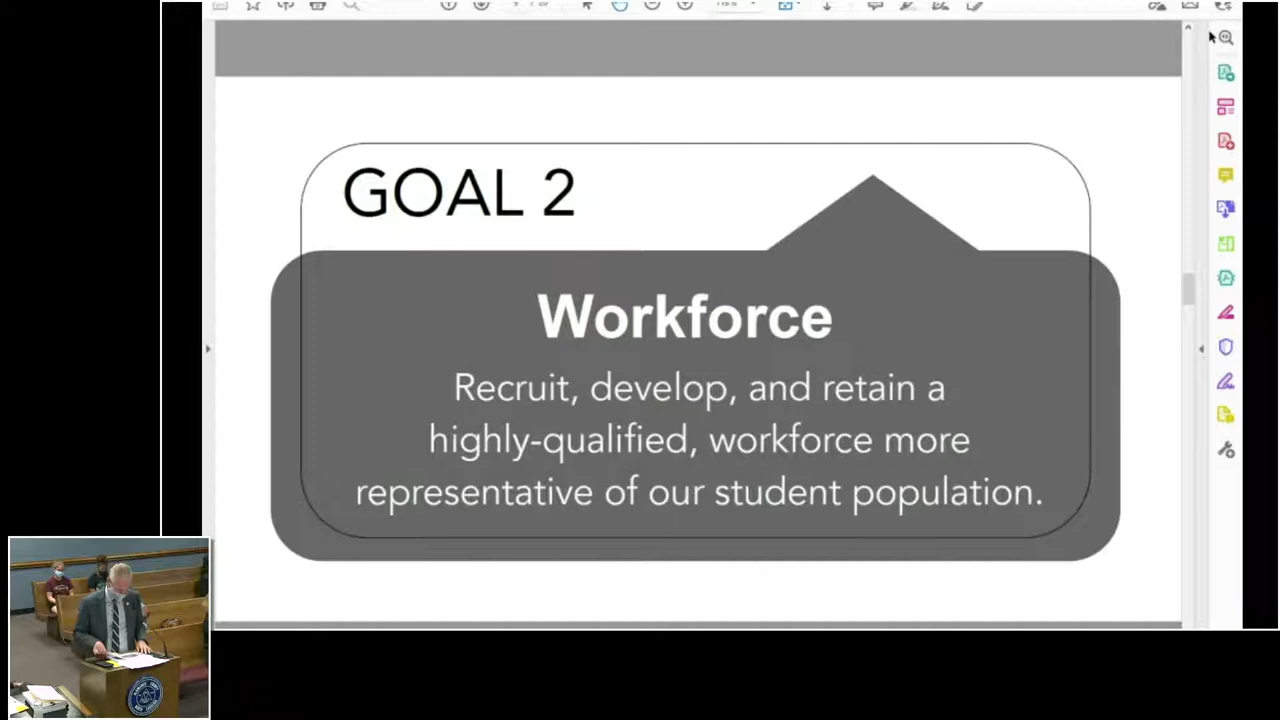 GOAL 2
Workforce
Recruit, develop, and retain a
highly-qualified, workforce more
representative of our student population.